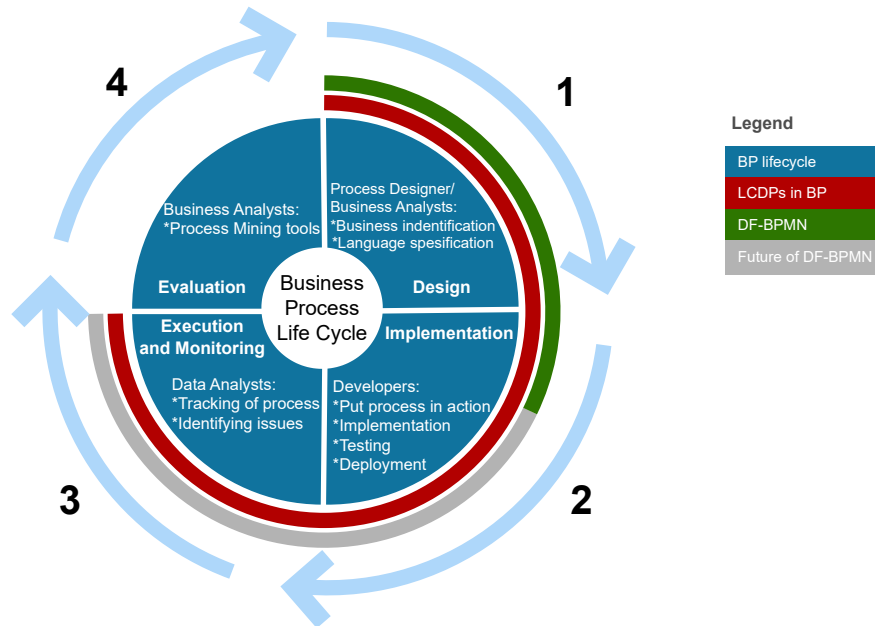 4
1
Legend
BP lifecycle
LCDPs in BP
DF-BPMN
Future of DF-BPMN
Business Analysts:
*Process Mining tools
Evaluation
Process Designer/
Business Analysts:
*Business indentification
*Language spesification
Design
Business
Process
Life Cycle
Execution
and Monitoring
Data Analysts:
*Tracking of process
*Identifying issues
Implementation
Developers:
*Put process in action
*Implementation
*Testing
*Deployment
3
2